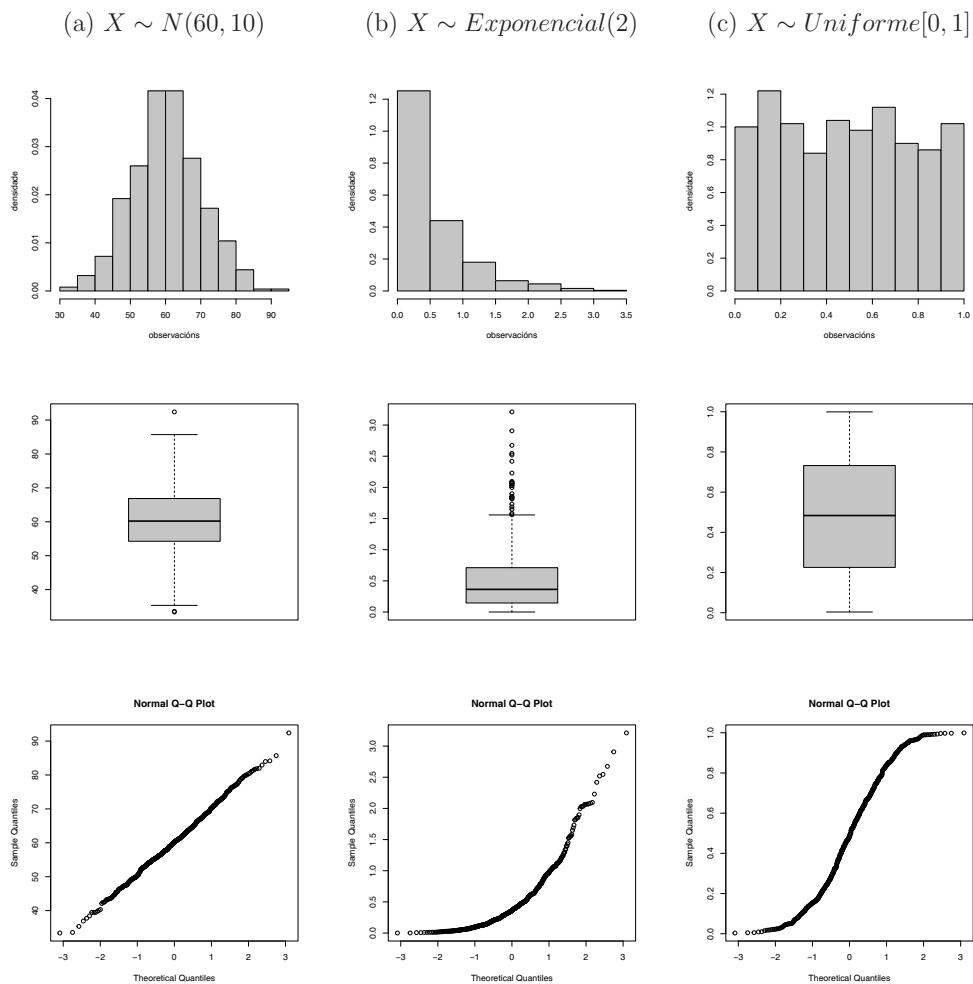 (a) X ∼ N(60, 10)
(b) X ∼ Exponencial(2)
(c) X ∼ Uniforme[0, 1]
densidade
0.00 0.01 0.02 0.03 0.04
30 40 50 60 70 80 90
observacións
densidade
0.0 0.2 0.4 0.6 0.8 1.0 1.2
0.0 0.5 1.0 1.5 2.0 2.5 3.0 3.5
observacións
densidade
0.0 0.2 0.4 0.6 0.8 1.0 1.2
0.0 0.2 0.4 0.6 0.8 1.0
observacións
40 50 60 70 80 90
0.0 0.5 1.0 1.5 2.0 2.5 3.0
0.0 0.2 0.4 0.6 0.8 1.0
Normal Q−Q Plot
Sample Quantiles
40 50 60 70 80 90
−3 −2 −1 0 1 2 3
Theoretical Quantiles
Normal Q−Q Plot
Sample Quantiles
0.0 0.5 1.0 1.5 2.0 2.5 3.0
−3 −2 −1 0 1 2 3
Theoretical Quantiles
Normal Q−Q Plot
Sample Quantiles
0.0 0.2 0.4 0.6 0.8 1.0
−3 −2 −1 0 1 2 3
Theoretical Quantiles